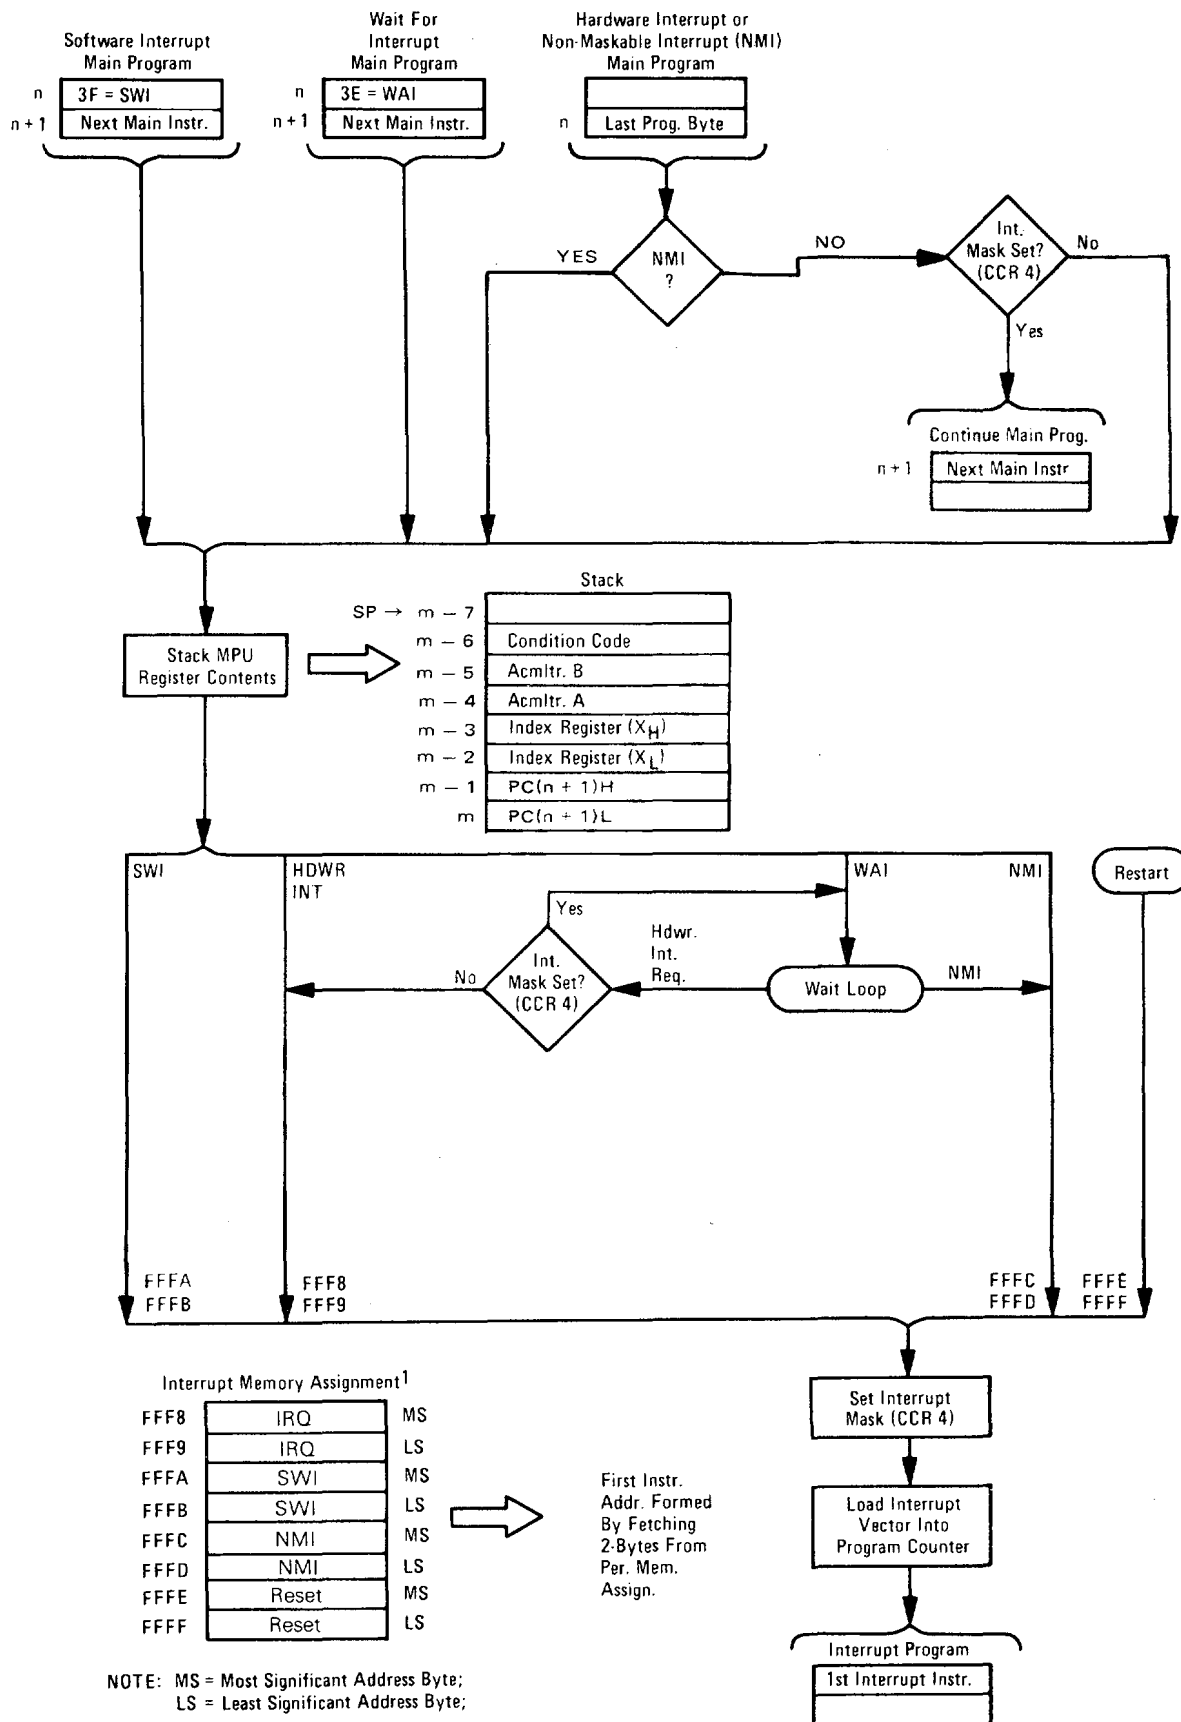 Software Interrupt
Main Program
n 3F = SWI
n + 1 Next Main Instr.
Wait For
Interrupt
Main Program
n 3E = WAI
n + 1 Next Main Instr.
Hardware Interrupt or
Non-Maskable Interrupt (NMI)
Main Program
n Last Prog. Byte
YES
NMI
?
NO
Int.
Mask Set?
(CCR 4)
No
Yes
Continue Main Prog.
n + 1 Next Main Instr
Stack MPU
Register Contents
Stack
SP → m – 7
m – 6 Condition Code
m – 5 Acmltr. B
m – 4 Acmltr. A
m – 3 Index Register (XH)
m – 2 Index Register (XL)
m – 1 PC(n + 1)H
m PC(n + 1)L
SWI
HDWR
INT
WAI
NMI
Restart
Yes
Int.
Mask Set?
(CCR 4)
No
Hdwr.
Int.
Req.
Wait Loop
NMI
FFFA
FFFB
FFF8
FFF9
FFFC
FFFD
FFFE
FFFF
Interrupt Memory Assignment1
FFF8 IRQ MS
FFF9 IRQ LS
FFFA SWI MS
FFFB SWI LS
FFFC NMI MS
FFFD NMI LS
FFFE Reset MS
FFFF Reset LS
NOTE: MS = Most Significant Address Byte;
LS = Least Significant Address Byte;
First Instr.
Addr. Formed
By Fetching
2-Bytes From
Per. Mem.
Assign.
Set Interrupt
Mask (CCR 4)
Load Interrupt
Vector Into
Program Counter
Interrupt Program
1st Interrupt Instr.